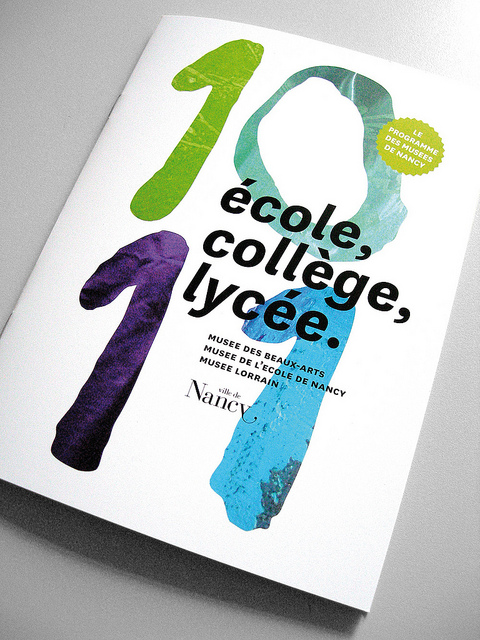 10
LE
PROGRAMME
DES MUSEES
DE NANCY
école,
collège,
lycée.
11
MUSEE DES BEAUX-ARTS
MUSEE DE L'ECOLE DE NANCY
MUSEE LORRAIN
ville de
Nancy